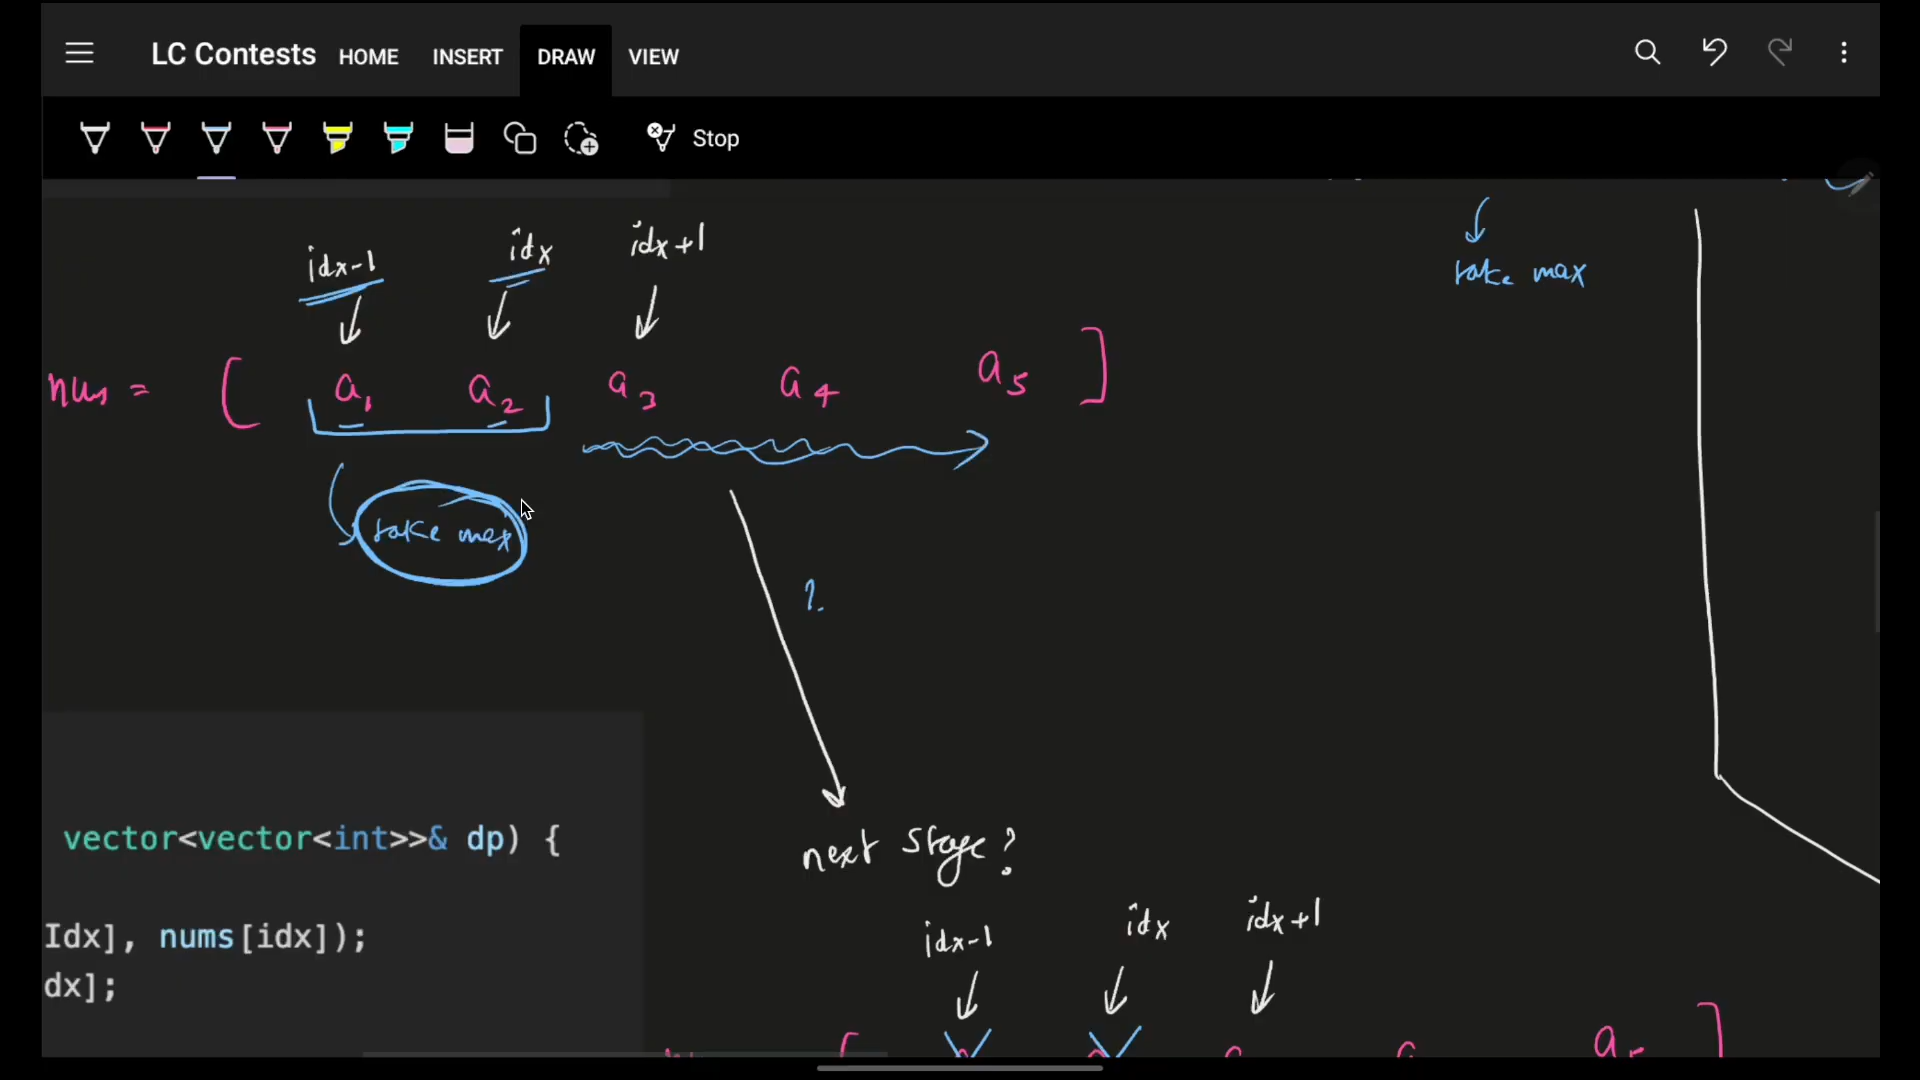 LC Contests HOME INSERT DRAW VIEW
Stop
idx-1 idx idx+1
take max
nums = [ a1 a2 a3 a4 a5 ]
take max
?
next stage?
vector<vector<int>>& dp) {
idx-1 idx idx+1
Idx], nums[idx]);
dx];